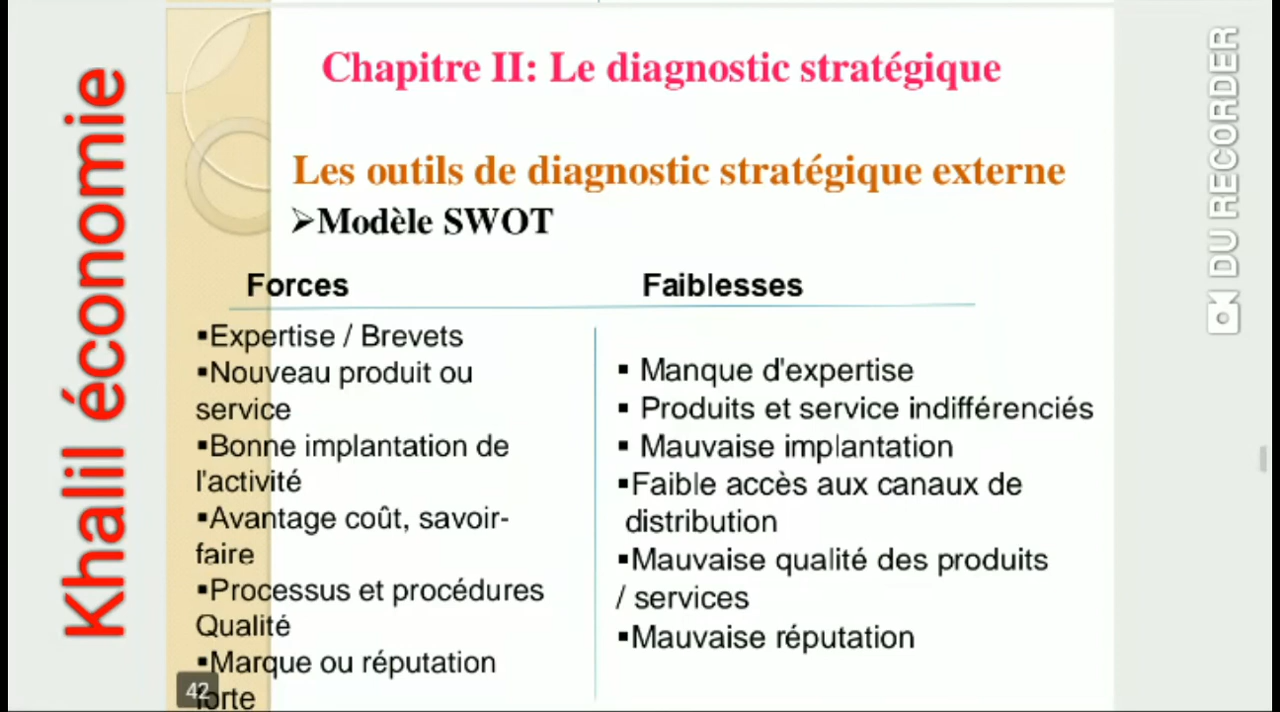 Khalil économie
DU RECORDER
Chapitre II: Le diagnostic stratégique
Les outils de diagnostic stratégique externe
➢Modèle SWOT
Forces
▪Expertise / Brevets
▪Nouveau produit ou
service
▪Bonne implantation de
l'activité
▪Avantage coût, savoir-
faire
▪Processus et procédures
Qualité
▪Marque ou réputation
forte
Faiblesses
▪ Manque d'expertise
▪ Produits et service indifférenciés
▪ Mauvaise implantation
▪Faible accès aux canaux de
distribution
▪Mauvaise qualité des produits
/ services
▪Mauvaise réputation
42